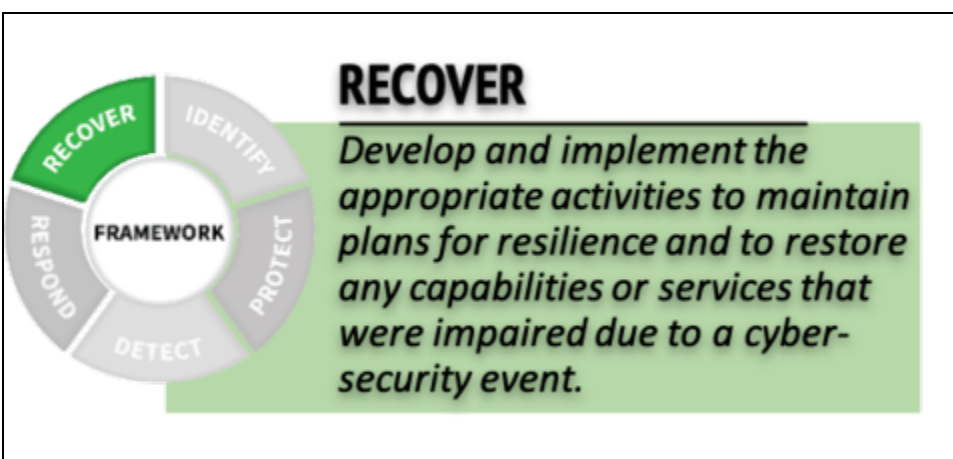 RECOVER
Develop and implement the
appropriate activities to maintain
plans for resilience and to restore
any capabilities or services that
were impaired due to a cyber-
security event.
RECOVER
IDENTIFY
PROTECT
DETECT
RESPOND
FRAMEWORK